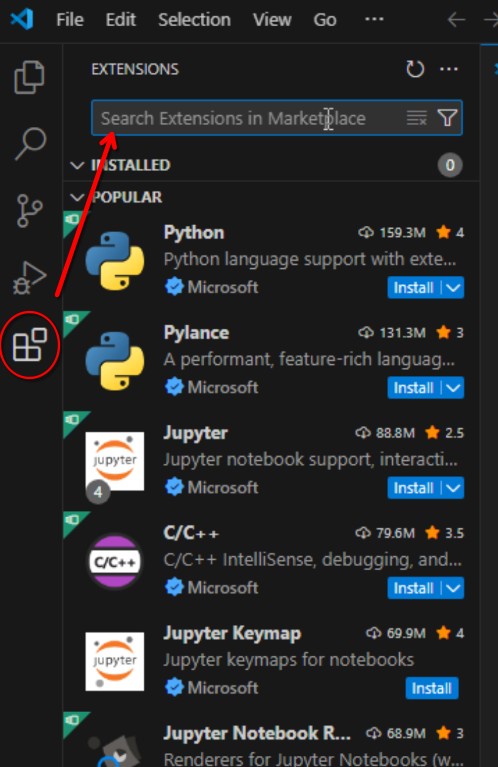 File Edit Selection View Go ...
EXTENSIONS
Search Extensions in Marketplace
INSTALLED 0
POPULAR
Python 159.3M 4
Python language support with exte...
Microsoft Install
Pylance 131.3M 3
A performant, feature-rich languag...
Microsoft Install
Jupyter 88.8M 2.5
jupyter
Jupyter notebook support, interacti...
4 Microsoft Install
C/C++ 79.6M 3.5
C/C++
C/C++ IntelliSense, debugging, and...
Microsoft Install
Jupyter Keymap 69.9M 4
jupyter
Jupyter keymaps for notebooks
Microsoft Install
Jupyter Notebook R... 68.9M 3
Renderers for Jupyter Notebooks (w...